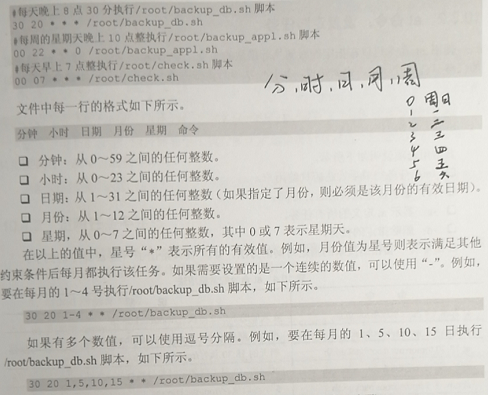 #每天晚上 8 点 30 分执行/root/backup_db.sh 脚本
30 20 * * * /root/backup_db.sh
#每周的星期天晚上 10 点整执行/root/backup_appl.sh 脚本
00 22 * * 0 /root/backup_appl.sh
#每天早上 7 点整执行/root/check.sh 脚本
00 07 * * * /root/check.sh
分,时,日,月,周
0 周日
1 一
2 二
3 三
4 四
5 五
6 六
文件中每一行的格式如下所示。
分钟 小时 日期 月份 星期 命令
❑ 分钟：从 0～59 之间的任何整数。
❑ 小时：从 0～23 之间的任何整数。
❑ 日期：从 1～31 之间的任何整数（如果指定了月份，则必须是该月份的有效日期）。
❑ 月份：从 1～12 之间的任何整数。
❑ 星期，从 0～7 之间的任何整数，其中 0 或 7 表示星期天。
在以上的值中，星号“*”表示所有的有效值。例如，月份值为星号则表示满足其他
约束条件后每月都执行该任务。如果需要设置的是一个连续的数值，可以使用“-”。例如，
要在每月的 1～4 号执行/root/backup_db.sh 脚本，如下所示。
30 20 1-4 * * /root/backup_db.sh
如果有多个数值，可以使用逗号分隔。例如，要在每月的 1、5、10、15 日执行
/root/backup_db.sh 脚本，如下所示。
30 20 1,5,10,15 * * /root/backup_db.sh